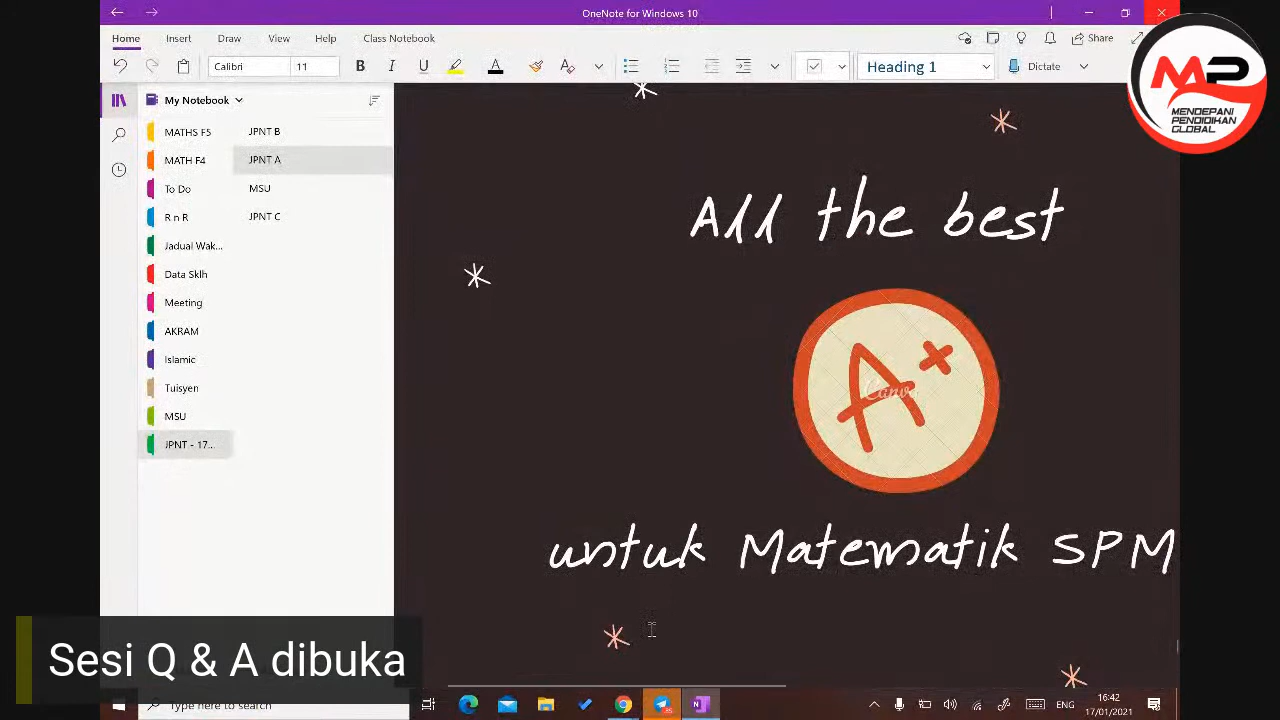 OneNote for Windows 10
Home Insert Draw View Help Class Notebook
Share
Calibri 11 B I U A Heading 1 Dictate
MP
MENDEPANI
PENDIDIKAN
GLOBAL
My Notebook
MATHS F5
MATH F4
To Do
R n R
Jadual Wak...
Data Sklh
Meeting
AKRAM
Islamic
Tuisyen
MSU
JPNT - 17...
JPNT B
JPNT A
MSU
JPNT C
All the best
A+
Canva
untuk Matematik SPM
Sesi Q & A dibuka
Type here to search
ENG
16:42
17/01/2021